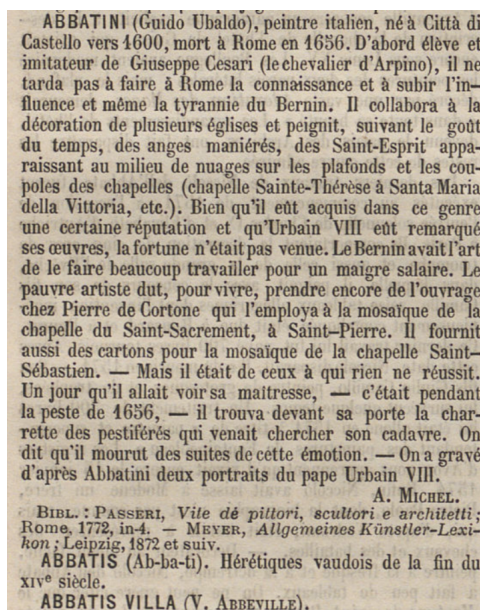 ABBATINI (Guido Ubaldo), peintre italien, né à Città di
Castello vers 1600, mort à Rome en 1656. D'abord élève et
imitateur de Giuseppe Cesari (le chevalier d'Arpino), il ne
tarda pas à faire à Rome la connaissance et à subir l'in-
fluence et même la tyrannie du Bernin. Il collabora à la
décoration de plusieurs églises et peignit, suivant le goût
du temps, des anges maniérés, des Saint-Esprit appa-
raissant au milieu de nuages sur les plafonds et les cou-
poles des chapelles (chapelle Sainte-Thérèse à Santa Maria
della Vittoria, etc.). Bien qu'il eût acquis dans ce genre
une certaine réputation et qu'Urbain VIII eût remarqué
ses œuvres, la fortune n'était pas venue. Le Bernin avait l'art
de le faire beaucoup travailler pour un maigre salaire. Le
pauvre artiste dut, pour vivre, prendre encore de l'ouvrage
chez Pierre de Cortone qui l'employa à la mosaïque de la
chapelle du Saint-Sacrement, à Saint-Pierre. Il fournit
aussi des cartons pour la mosaïque de la chapelle Saint-
Sébastien. — Mais il était de ceux à qui rien ne réussit.
Un jour qu'il allait voir sa maîtresse, — c'était pendant
la peste de 1656, — il trouva devant sa porte la char-
rette des pestiférés qui venait chercher son cadavre. On
dit qu'il mourut des suites de cette émotion. — On a gravé
d'après Abbatini deux portraits du pape Urbain VIII.
A. MICHEL.
BIBL. : PASSERI, Vite dé pittori, scultori e architetti ;
Rome, 1772, in-4. — MEYER, Allgemeines Künstler-Lexi-
kon ; Leipzig, 1872 et suiv.
ABBATIS (Ab-ba-ti). Hérétiques vaudois de la fin du
XIVe siècle.
ABBATIS VILLA (V. ABBEVILLE).